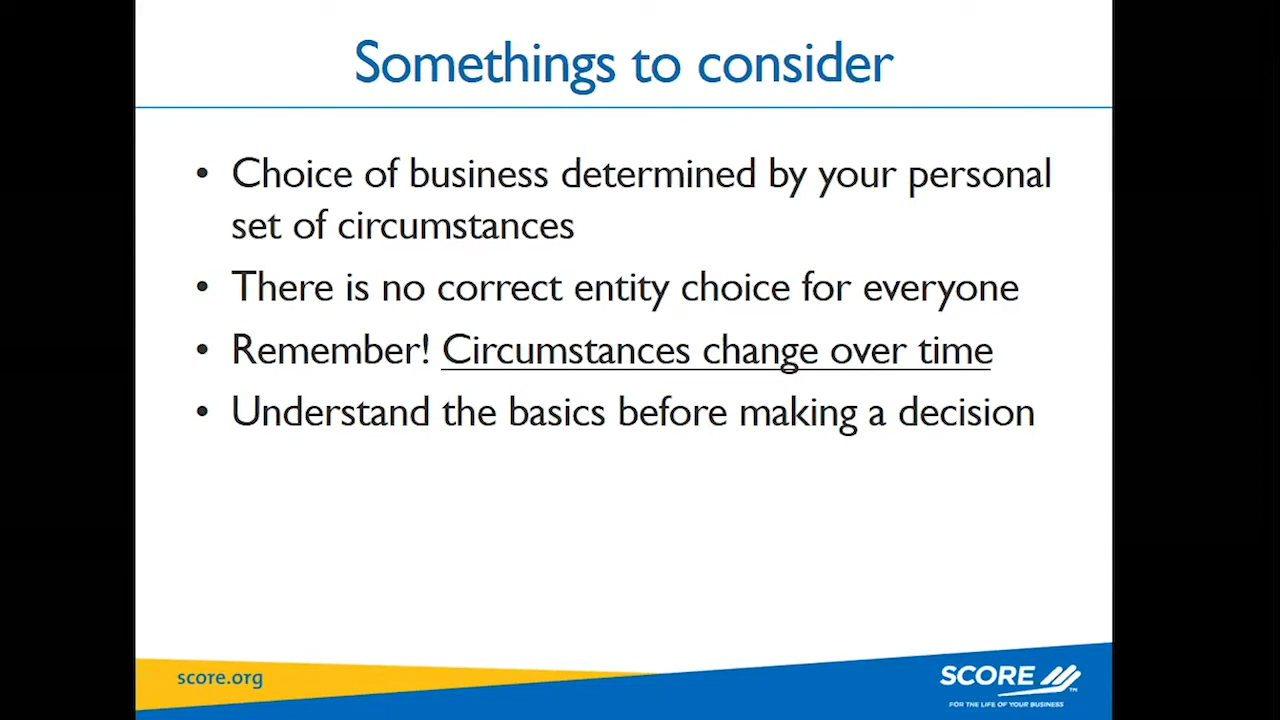 Somethings to consider
• Choice of business determined by your personal
set of circumstances
• There is no correct entity choice for everyone
• Remember! Circumstances change over time
• Understand the basics before making a decision
score.org
SCORE
TM
FOR THE LIFE OF YOUR BUSINESS